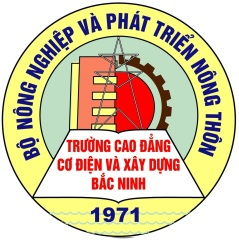 BỘ NÔNG NGHIỆP VÀ PHÁT TRIỂN NÔNG THÔN
TRƯỜNG CAO ĐẲNG
CƠ ĐIỆN VÀ XÂY DỰNG
BẮC NINH
1971